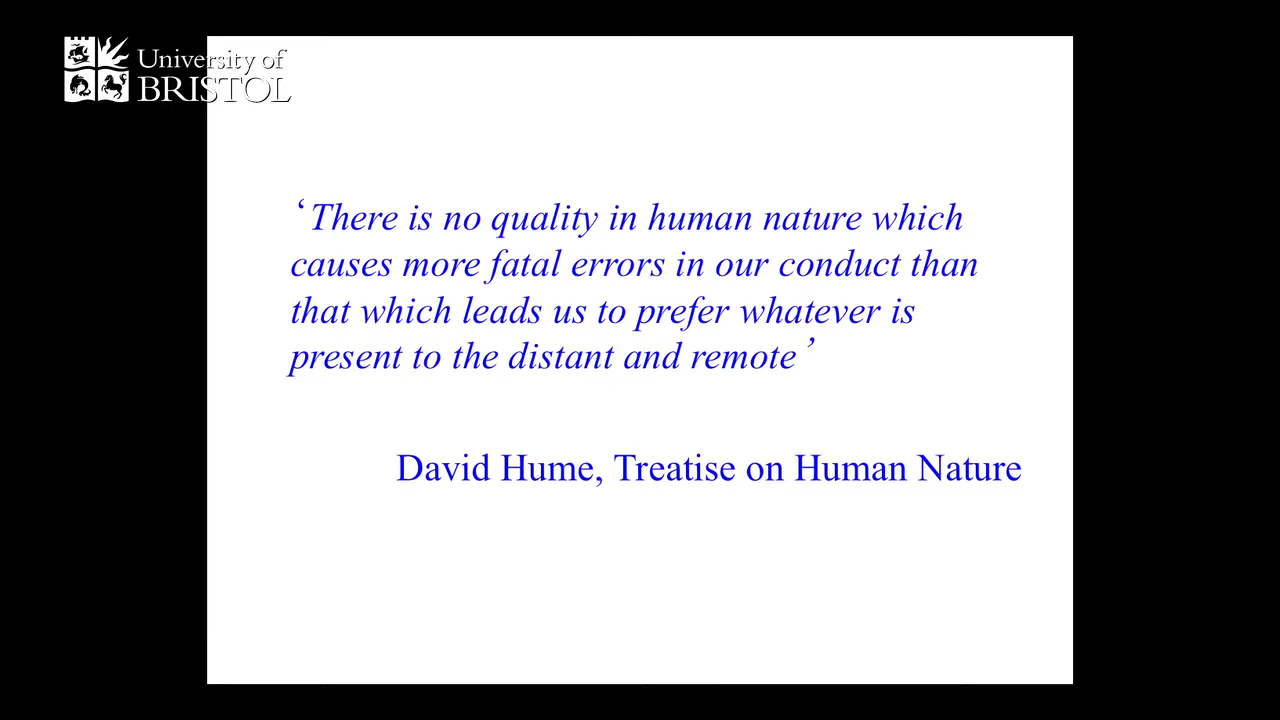 University of
BRISTOL
‘There is no quality in human nature which
causes more fatal errors in our conduct than
that which leads us to prefer whatever is
present to the distant and remote’
David Hume, Treatise on Human Nature